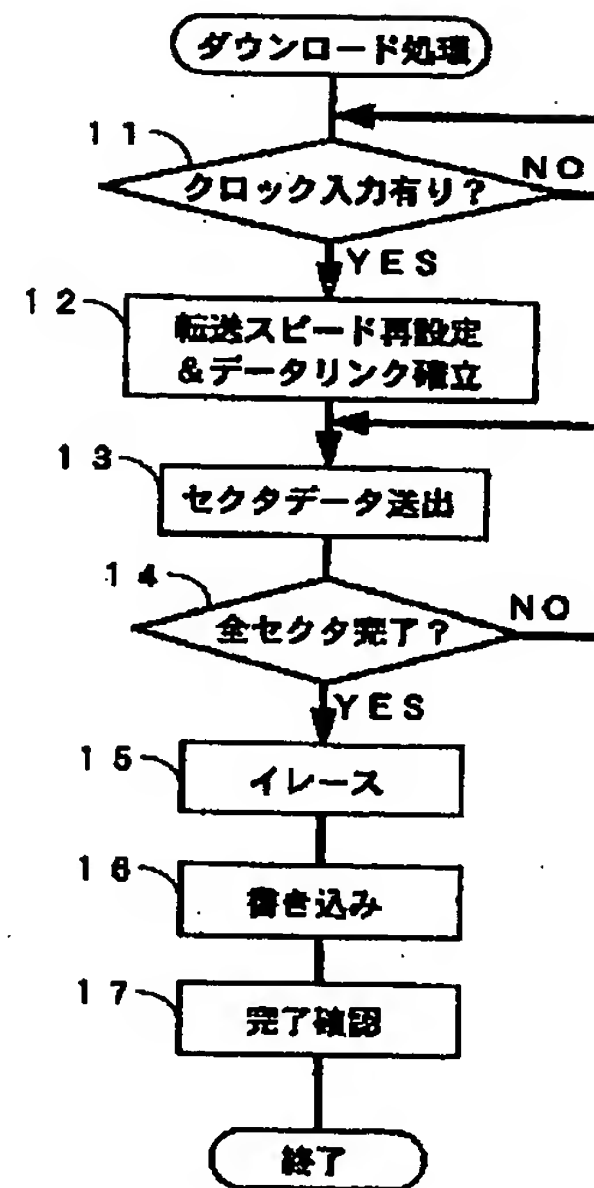 ダウンロード処理
11
クロック入力有り?
NO
YES
12
転送スピード再設定
&データリンク確立
13
セクタデータ送出
14
全セクタ完了?
NO
YES
15
イレース
16
書き込み
17
完了確認
終了